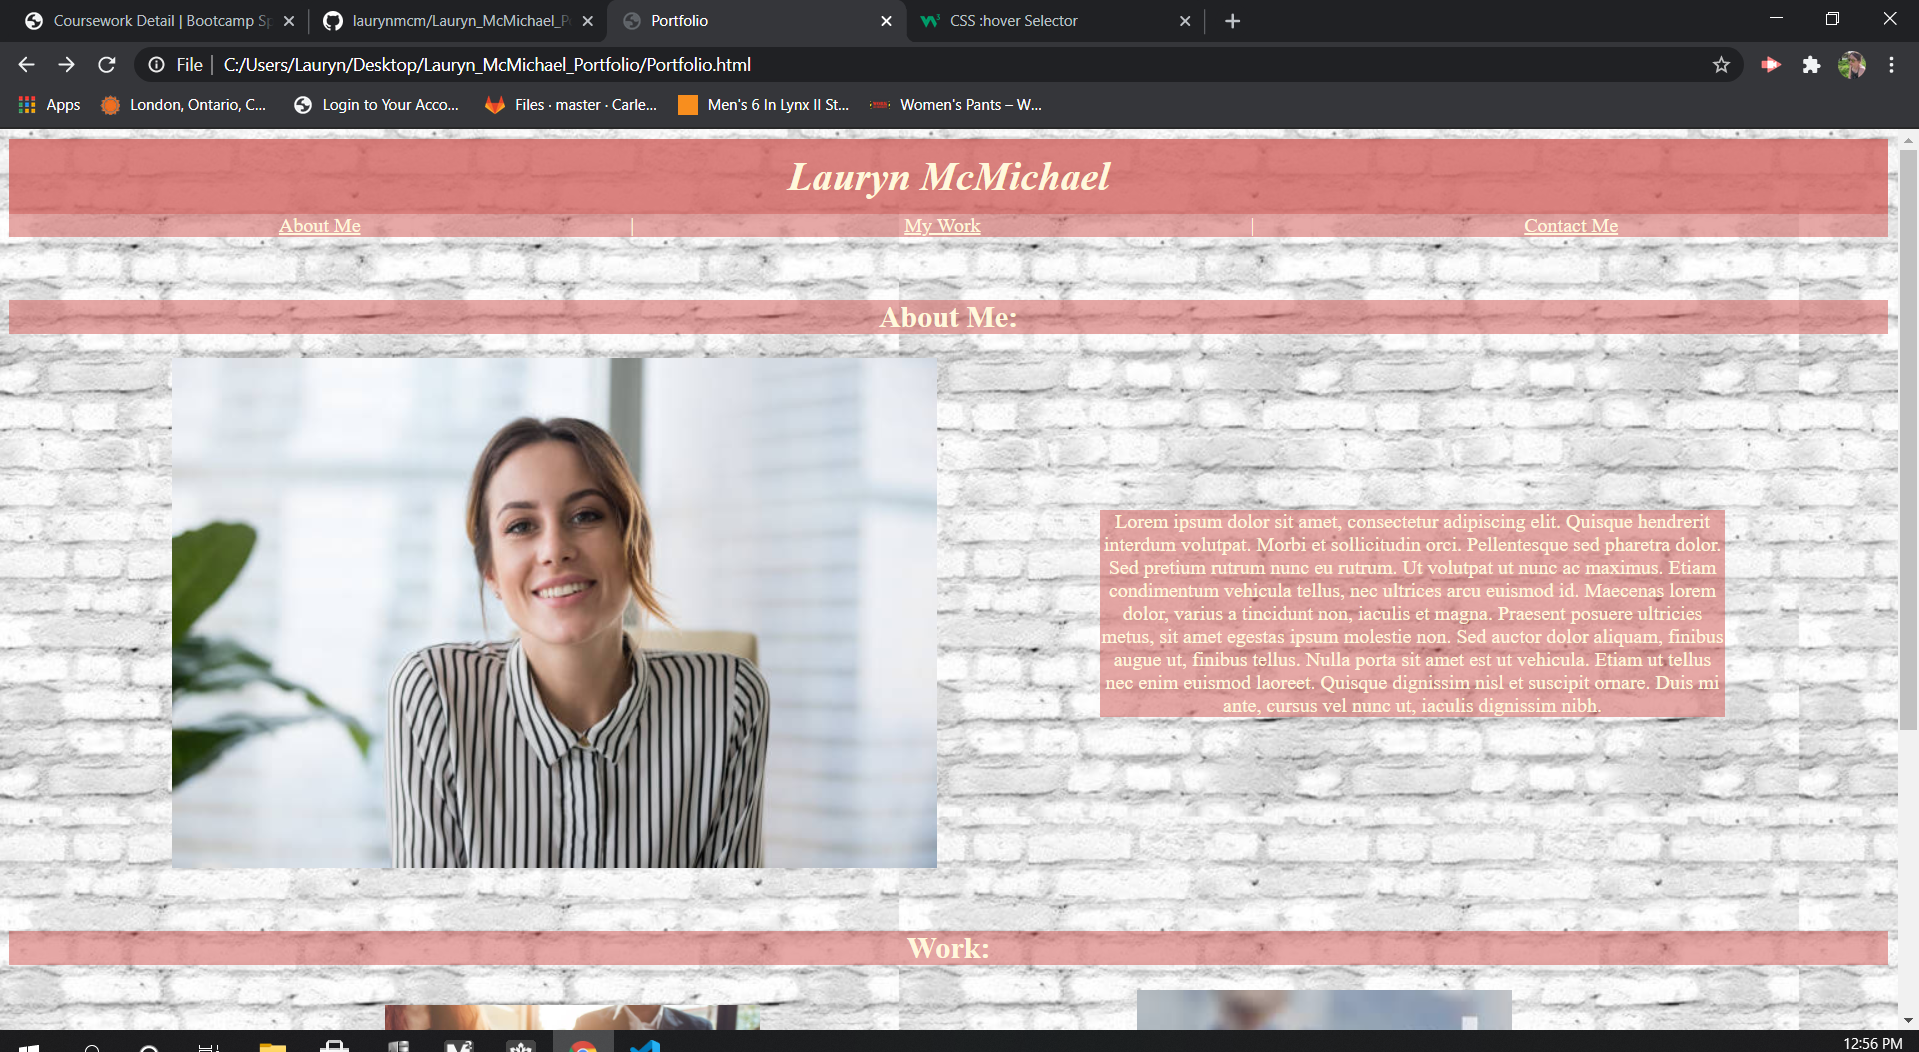 Coursework Detail | Bootcamp Sp
laurynmcm/Lauryn_McMichael_P
Portfolio
CSS :hover Selector
File | C:/Users/Lauryn/Desktop/Lauryn_McMichael_Portfolio/Portfolio.html
Apps London, Ontario, C... Login to Your Acco... Files · master · Carle... Men's 6 In Lynx II St... Women's Pants – W...
Lauryn McMichael
About Me | My Work | Contact Me
About Me:
Lorem ipsum dolor sit amet, consectetur adipiscing elit. Quisque hendrerit
interdum volutpat. Morbi et sollicitudin orci. Pellentesque sed pharetra dolor.
Sed pretium rutrum nunc eu rutrum. Ut volutpat ut nunc ac maximus. Etiam
condimentum vehicula tellus, nec ultrices arcu euismod id. Maecenas lorem
dolor, varius a tincidunt non, iaculis et magna. Praesent posuere ultricies
metus, sit amet egestas ipsum molestie non. Sed auctor dolor aliquam, finibus
augue ut, finibus tellus. Nulla porta sit amet est ut vehicula. Etiam ut tellus
nec enim euismod laoreet. Quisque dignissim nisl et suscipit ornare. Duis mi
ante, cursus vel nunc ut, iaculis dignissim nibh.
Work:
12:56 PM